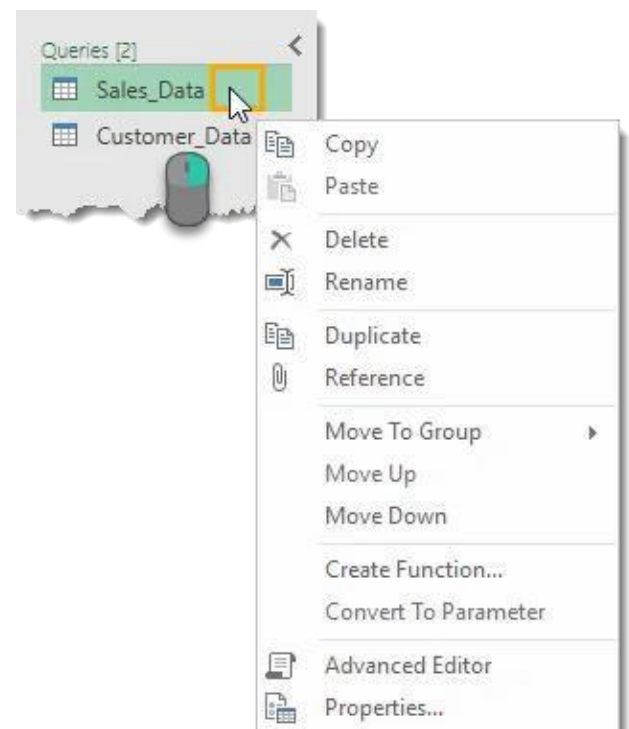 Queries [2]
Sales_Data
Customer_Data
Copy
Paste
Delete
Rename
Duplicate
Reference
Move To Group
Move Up
Move Down
Create Function...
Convert To Parameter
Advanced Editor
Properties...